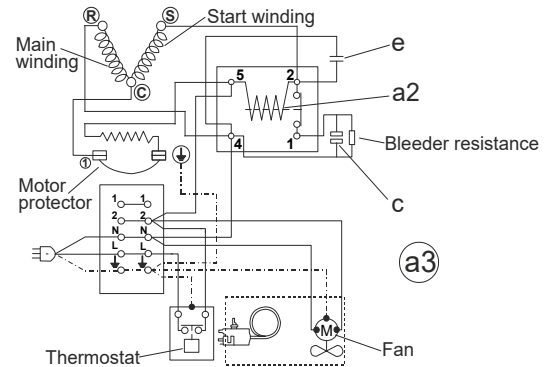 R
S
Start winding
Main
winding
C
e
5
2
a2
4
1
Bleeder resistance
1
Motor
protector
c
1
1
2
2
N
N
L
L
a3
M
Fan
Thermostat